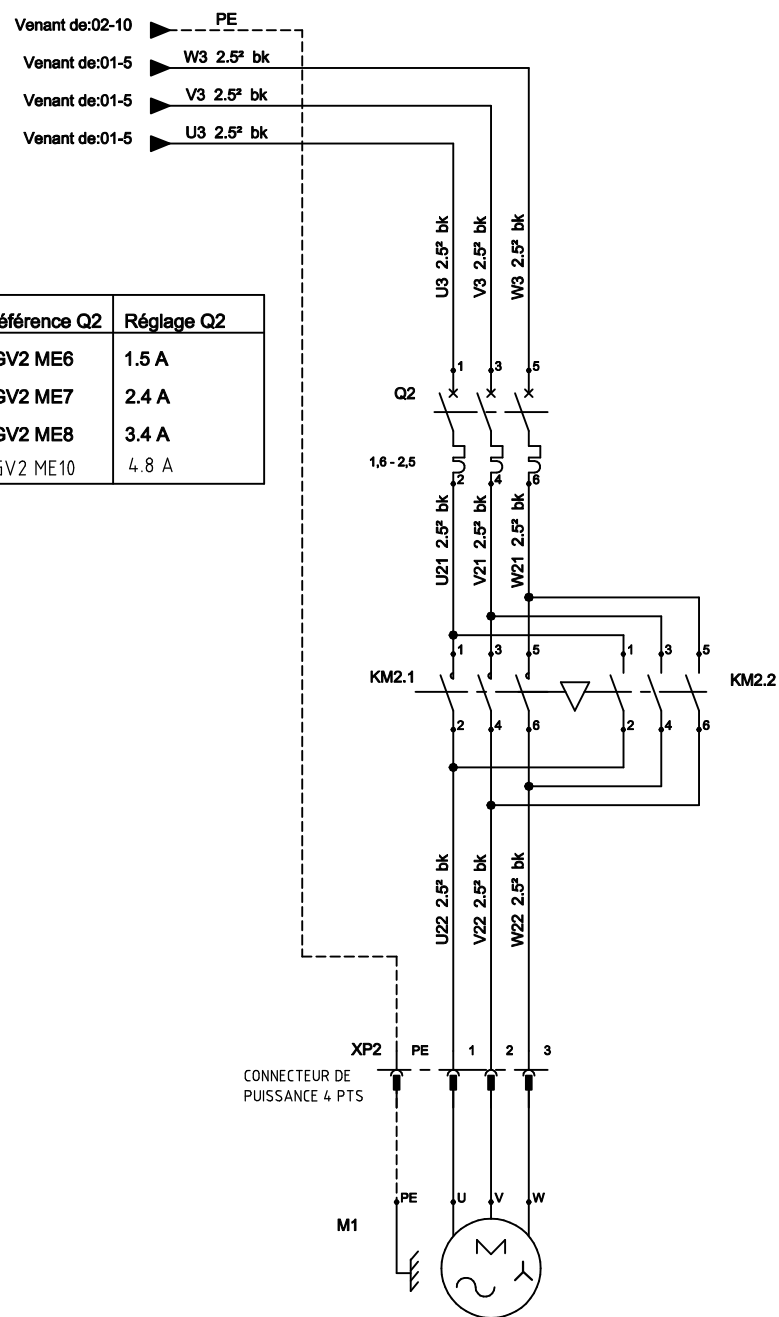 Venant de:02-10 PE
Venant de:01-5 W3 2.5² bk
Venant de:01-5 V3 2.5² bk
Venant de:01-5 U3 2.5² bk
U3 2.5² bk
V3 2.5² bk
W3 2.5² bk
éférence Q2 Réglage Q2
GV2 ME6 1.5 A
GV2 ME7 2.4 A
GV2 ME8 3.4 A
GV2 ME10 4.8 A
1 3 5
Q2
1,6 - 2,5
2 4 6
U21 2.5² bk
V21 2.5² bk
W21 2.5² bk
1 3 5 1 3 5
KM2.1 KM2.2
2 4 6 2 4 6
U22 2.5² bk
V22 2.5² bk
W22 2.5² bk
XP2 PE 1 2 3
CONNECTEUR DE
PUISSANCE 4 PTS
PE U V W
M1
M